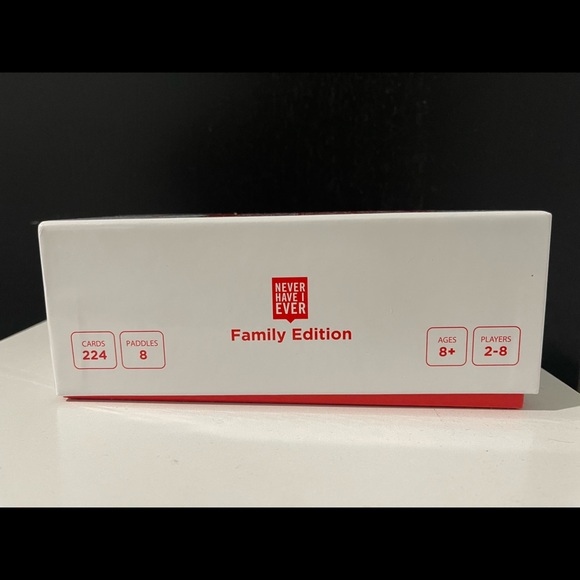 NEVER
HAVE I
EVER
Family Edition
CARDS
224
PADDLES
8
AGES
8+
PLAYERS
2-8